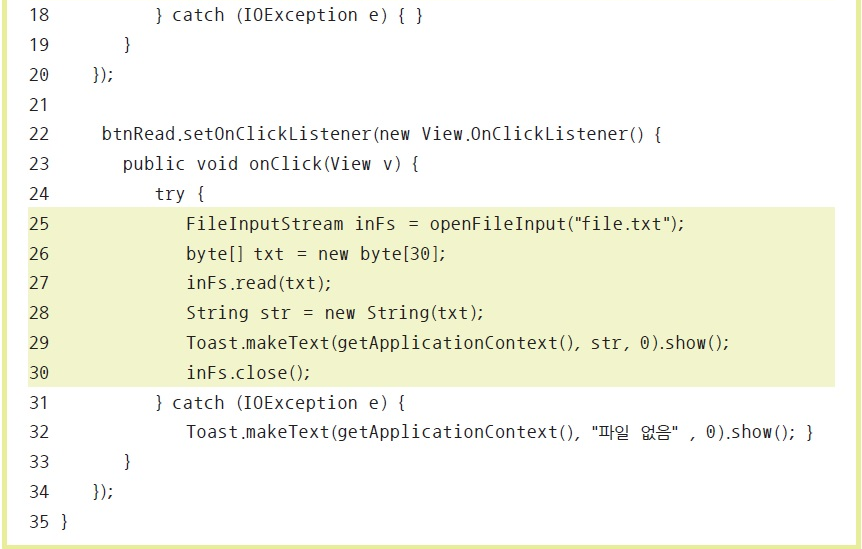 18 } catch (IOException e) { }
19 }
20 });
21
22 btnRead.setOnClickListener(new View.OnClickListener() {
23 public void onClick(View v) {
24 try {
25 FileInputStream inFs = openFileInput("file.txt");
26 byte[] txt = new byte[30];
27 inFs.read(txt);
28 String str = new String(txt);
29 Toast.makeText(getApplicationContext(), str, 0).show();
30 inFs.close();
31 } catch (IOException e) {
32 Toast.makeText(getApplicationContext(), "파일 없음" , 0).show(); }
33 }
34 });
35 }